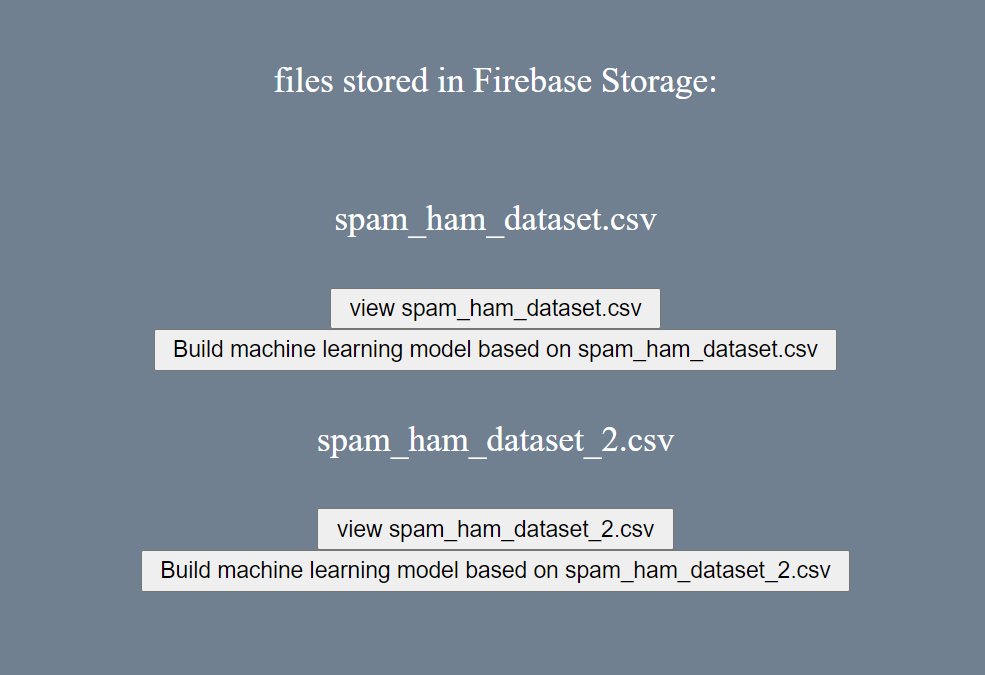 files stored in Firebase Storage:
spam_ham_dataset.csv
view spam_ham_dataset.csv
Build machine learning model based on spam_ham_dataset.csv
spam_ham_dataset_2.csv
view spam_ham_dataset_2.csv
Build machine learning model based on spam_ham_dataset_2.csv